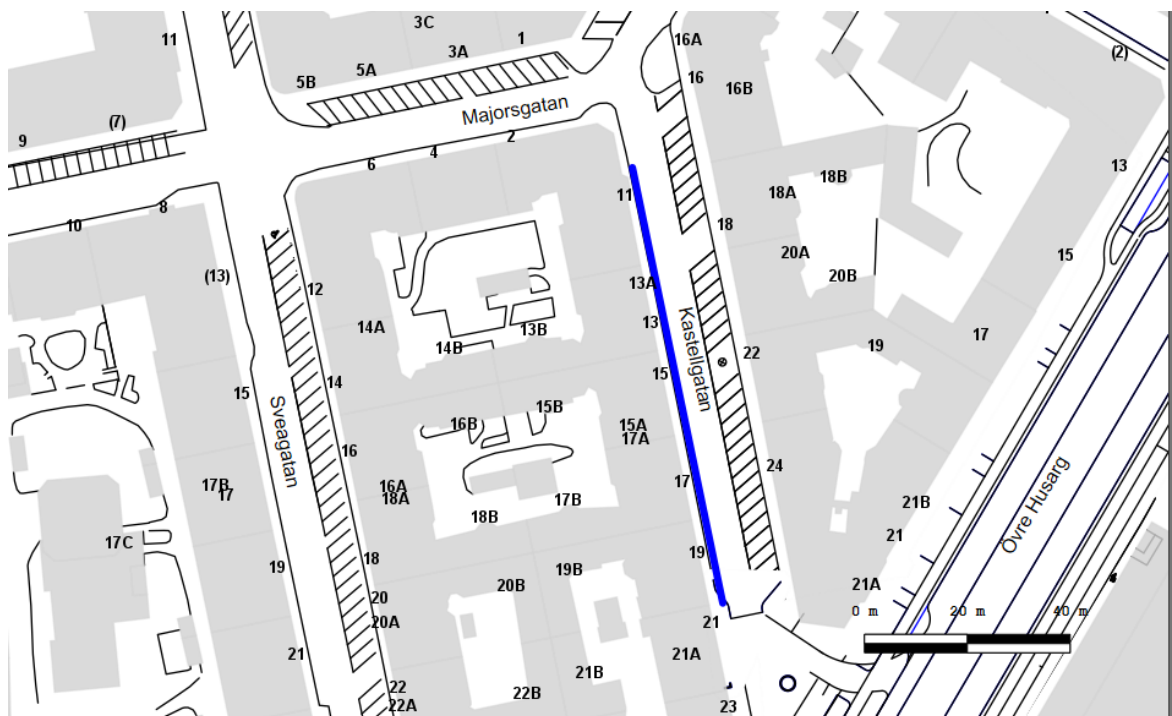 3C
1
11
3A
16A
(2)
5A
5B
16
16B
Majorsgatan
(7)
9
2
4
6
13
11
18A
18B
8
10
18
20A
20B
15
(13)
12
13A
14A
13B
13
14B
Kastellgatan
17
19
22
15
14
15
Sveagatan
15B
16B
15A
17A
16
24
17B
17
16A
18A
17B
17
18B
21B
Övre Husarg
17C
21
19
18
19B
19
20B
21A
20
20A
21
0 m
20 m
40 m
21
21A
21B
22
22A
22B
23